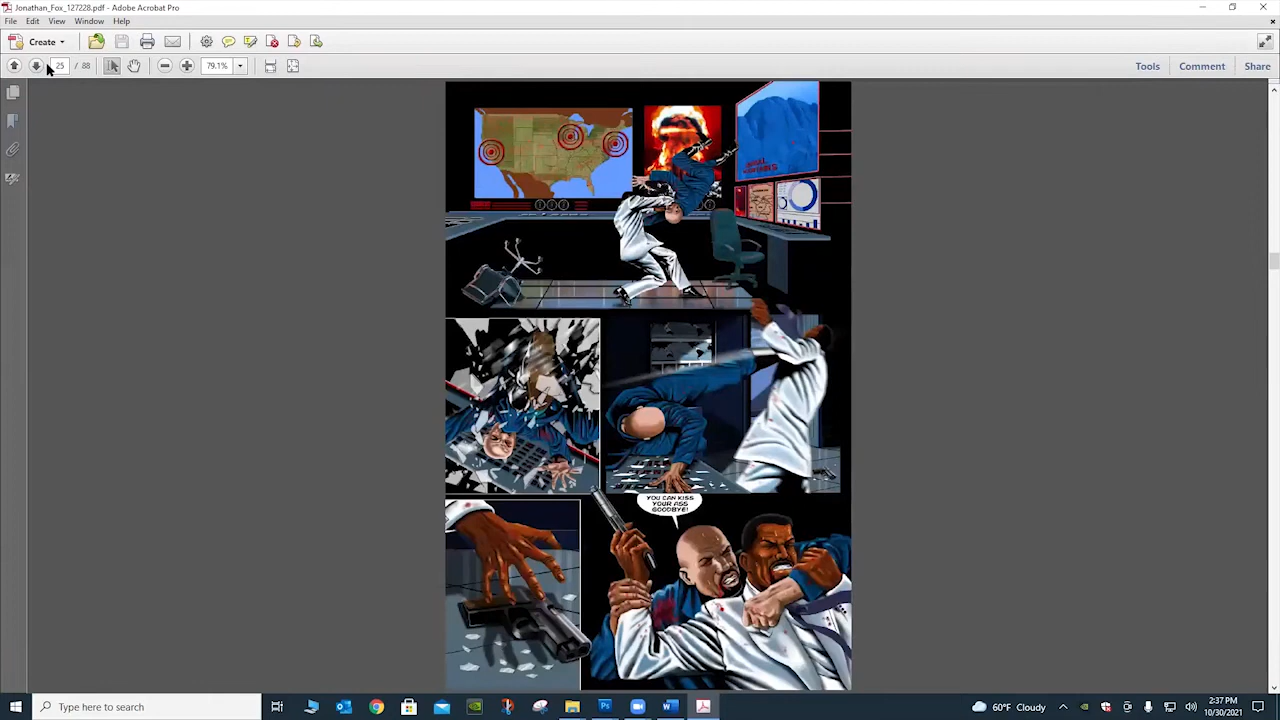 Jonathan_Fox_127228.pdf - Adobe Acrobat Pro
File Edit View Window Help
Create
25 / 88 79.1% Tools Comment Share
YOU CAN KISS
YOUR ASS
GOODBYE!
Type here to search
60°F Cloudy
2:37 PM
10/30/2021